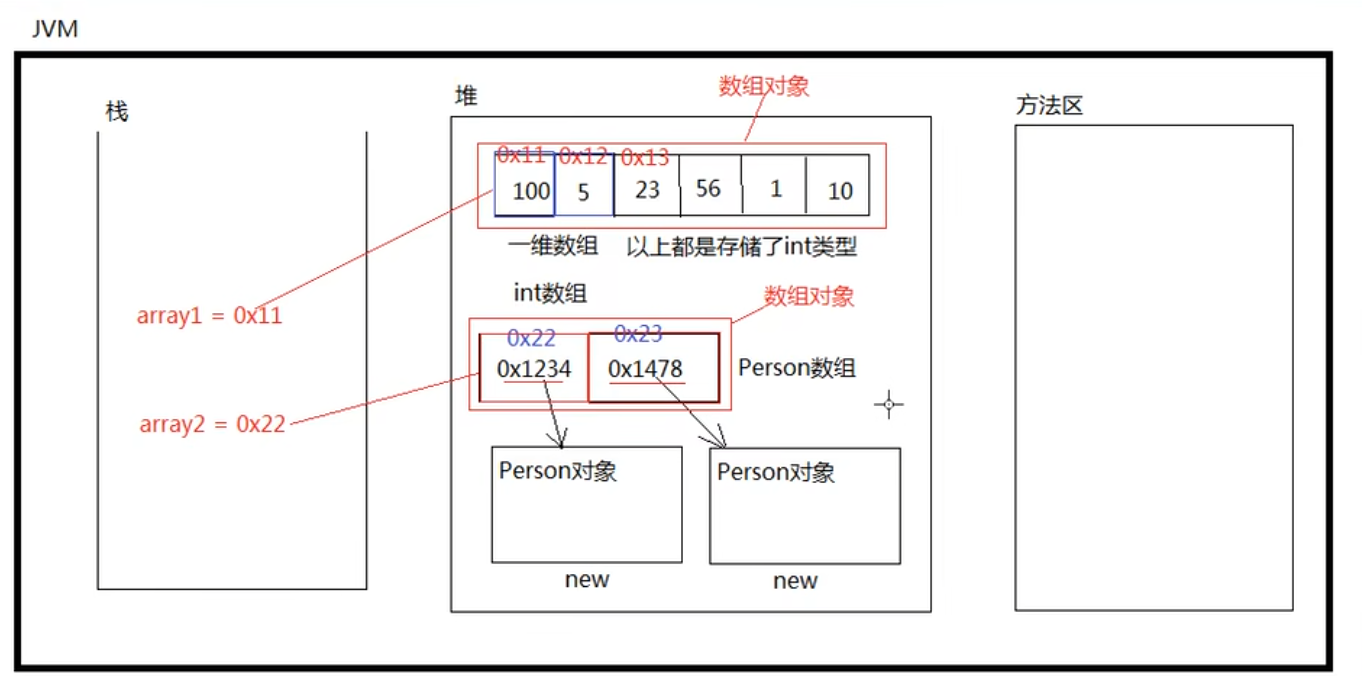 JVM
栈
堆
数组对象
方法区
0x11 0x12 0x13
100 5 23 56 1 10
一维数组 以上都是存储了int类型
int数组
数组对象
array1 = 0x11
0x22 0x23
0x1234 0x1478
Person数组
array2 = 0x22
Person对象
Person对象
new
new